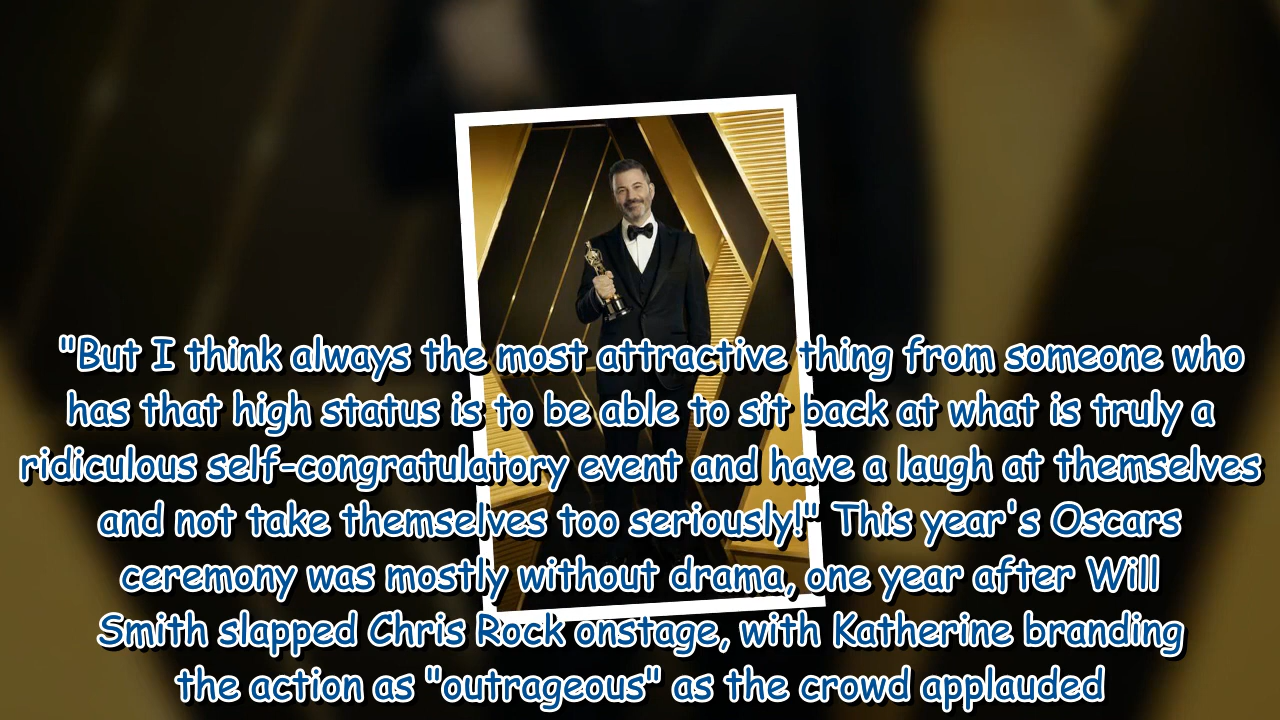 "But I think always the most attractive thing from someone who
has that high status is to be able to sit back at what is truly a
ridiculous self-congratulatory event and have a laugh at themselves
and not take themselves too seriously!" This year's Oscars
ceremony was mostly without drama, one year after Will
Smith slapped Chris Rock onstage, with Katherine branding
the action as "outrageous" as the crowd applauded